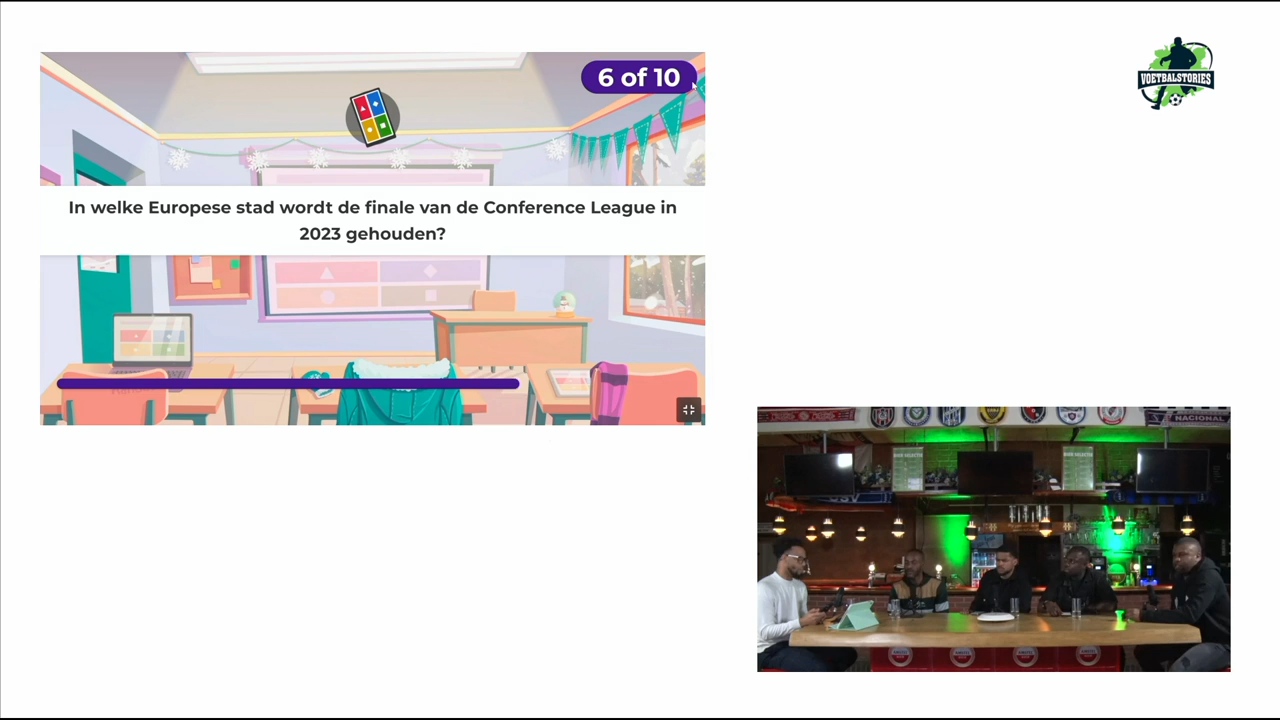 6 of 10
VOETBALSTORIES
In welke Europese stad wordt de finale van de Conference League in
2023 gehouden?
NACIONAL